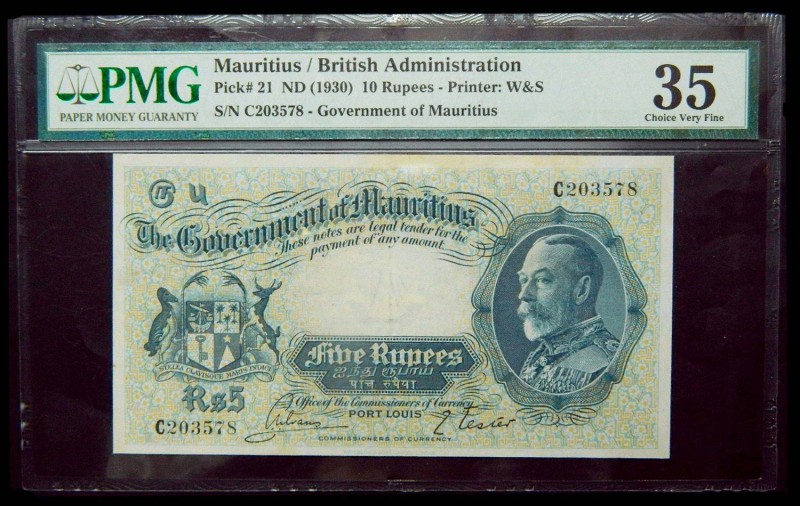 PMG
PAPER MONEY GUARANTY
Mauritius / British Administration
Pick# 21 ND (1930) 10 Rupees - Printer: W&S
S/N C203578 - Government of Mauritius
35
Choice Very Fine
C203578
The Government of Mauritius
These notes are legal tender for the
payment of any amount.
Five Rupees
ஐந்து ரூபாய்
पांच रुपैया
STELLA CLAVISQUE MARIS INDICI
Rs5
Office of the Commissioners of Currency
PORT LOUIS
C203578
COMMISSIONERS OF CURRENCY.